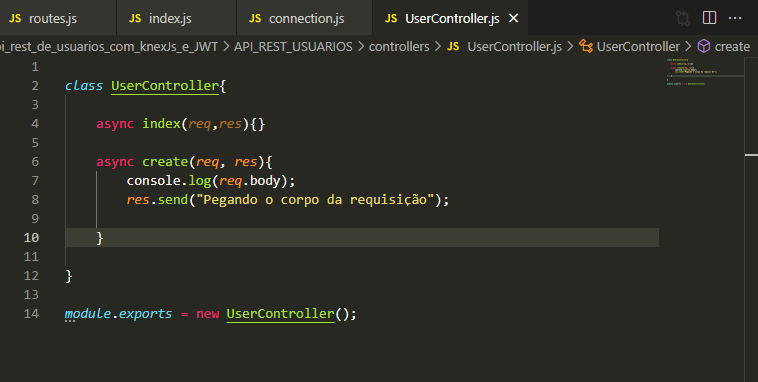 JS routes.js JS index.js JS connection.js JS UserController.js
pi_rest_de_usuarios_com_knexJs_e_JWT > API_REST_USUARIOS > controllers > JS UserController.js > UserController > create
1
2 class UserController{
3
4 async index(req,res){}
5
6 async create(req, res){
7 console.log(req.body);
8 res.send("Pegando o corpo da requisição");
9
10 }
11
12 }
13
14 module.exports = new UserController();